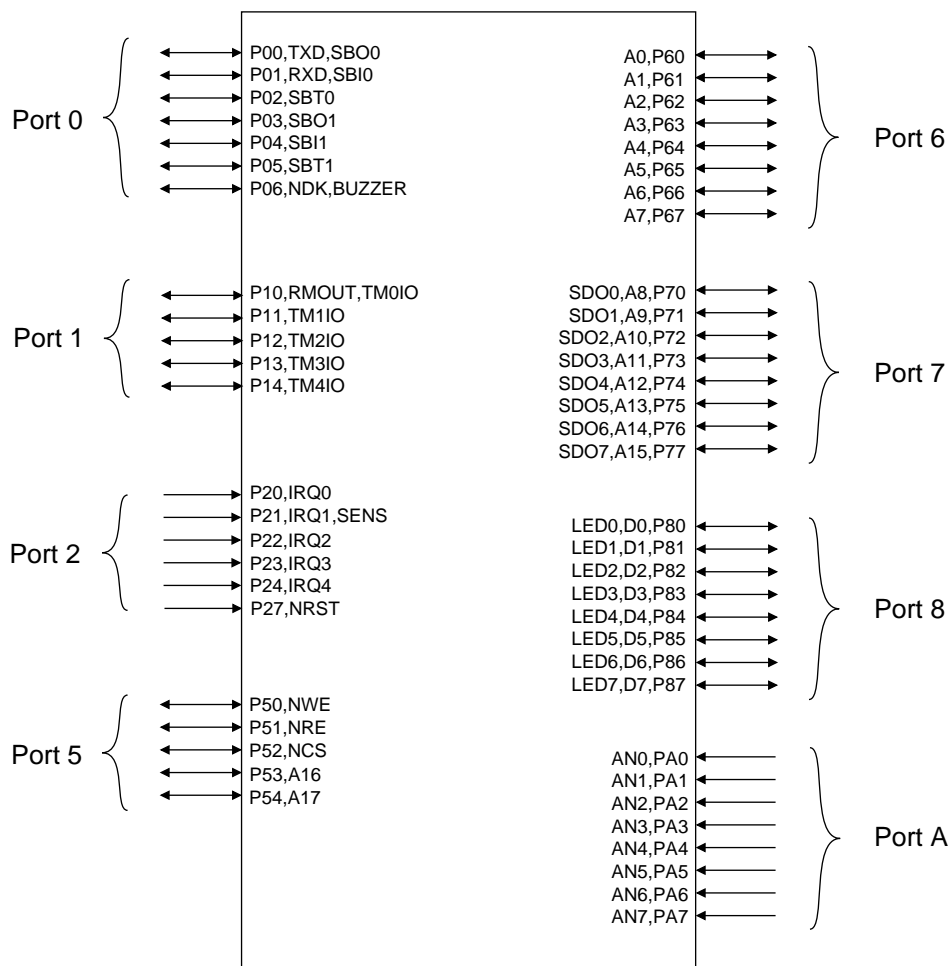 Port 0
P00,TXD,SBO0
P01,RXD,SBI0
P02,SBT0
P03,SBO1
P04,SBI1
P05,SBT1
P06,NDK,BUZZER
Port 1
P10,RMOUT,TM0IO
P11,TM1IO
P12,TM2IO
P13,TM3IO
P14,TM4IO
Port 2
P20,IRQ0
P21,IRQ1,SENS
P22,IRQ2
P23,IRQ3
P24,IRQ4
P27,NRST
Port 5
P50,NWE
P51,NRE
P52,NCS
P53,A16
P54,A17
A0,P60
A1,P61
A2,P62
A3,P63
A4,P64
A5,P65
A6,P66
A7,P67
Port 6
SDO0,A8,P70
SDO1,A9,P71
SDO2,A10,P72
SDO3,A11,P73
SDO4,A12,P74
SDO5,A13,P75
SDO6,A14,P76
SDO7,A15,P77
Port 7
LED0,D0,P80
LED1,D1,P81
LED2,D2,P82
LED3,D3,P83
LED4,D4,P84
LED5,D5,P85
LED6,D6,P86
LED7,D7,P87
Port 8
AN0,PA0
AN1,PA1
AN2,PA2
AN3,PA3
AN4,PA4
AN5,PA5
AN6,PA6
AN7,PA7
Port A